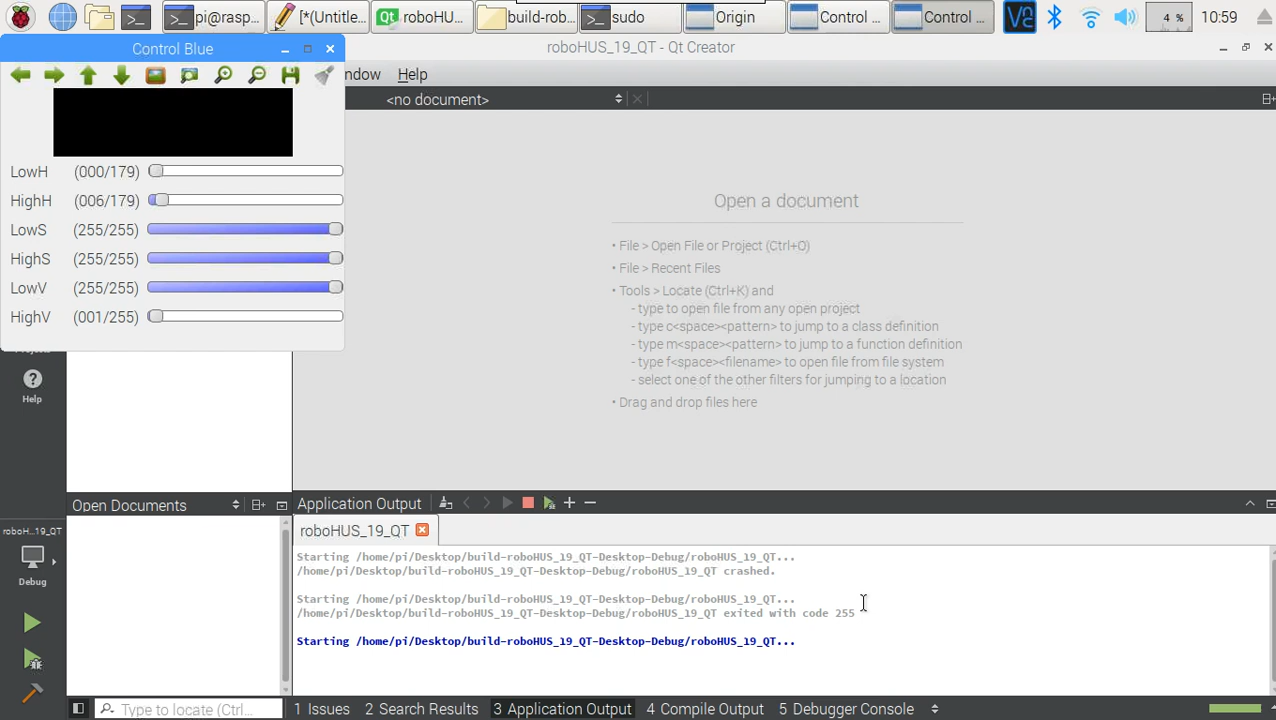 pi@rasp...
[*(Untitle...
Qt roboHU...
build-rob...
sudo
Origin
Control ...
Control ...
4 %
10:59
Control Blue
roboHUS_19_QT - Qt Creator
ndow Help
<no document>
LowH (000/179)
HighH (006/179)
LowS (255/255)
HighS (255/255)
LowV (255/255)
HighV (001/255)
Open a document
• File > Open File or Project (Ctrl+O)
• File > Recent Files
• Tools > Locate (Ctrl+K) and
- type to open file from any open project
- type c<space><pattern> to jump to a class definition
- type m<space><pattern> to jump to a function definition
- type f<space><filename> to open file from file system
- select one of the other filters for jumping to a location
• Drag and drop files here
Help
Open Documents
Application Output
roboH..._19_QT
Debug
roboHUS_19_QT
Starting /home/pi/Desktop/build-roboHUS_19_QT-Desktop-Debug/roboHUS_19_QT...
/home/pi/Desktop/build-roboHUS_19_QT-Desktop-Debug/roboHUS_19_QT crashed.
Starting /home/pi/Desktop/build-roboHUS_19_QT-Desktop-Debug/roboHUS_19_QT...
/home/pi/Desktop/build-roboHUS_19_QT-Desktop-Debug/roboHUS_19_QT exited with code 255
Starting /home/pi/Desktop/build-roboHUS_19_QT-Desktop-Debug/roboHUS_19_QT...
Type to locate (Ctrl...
1 Issues
2 Search Results
3 Application Output
4 Compile Output
5 Debugger Console